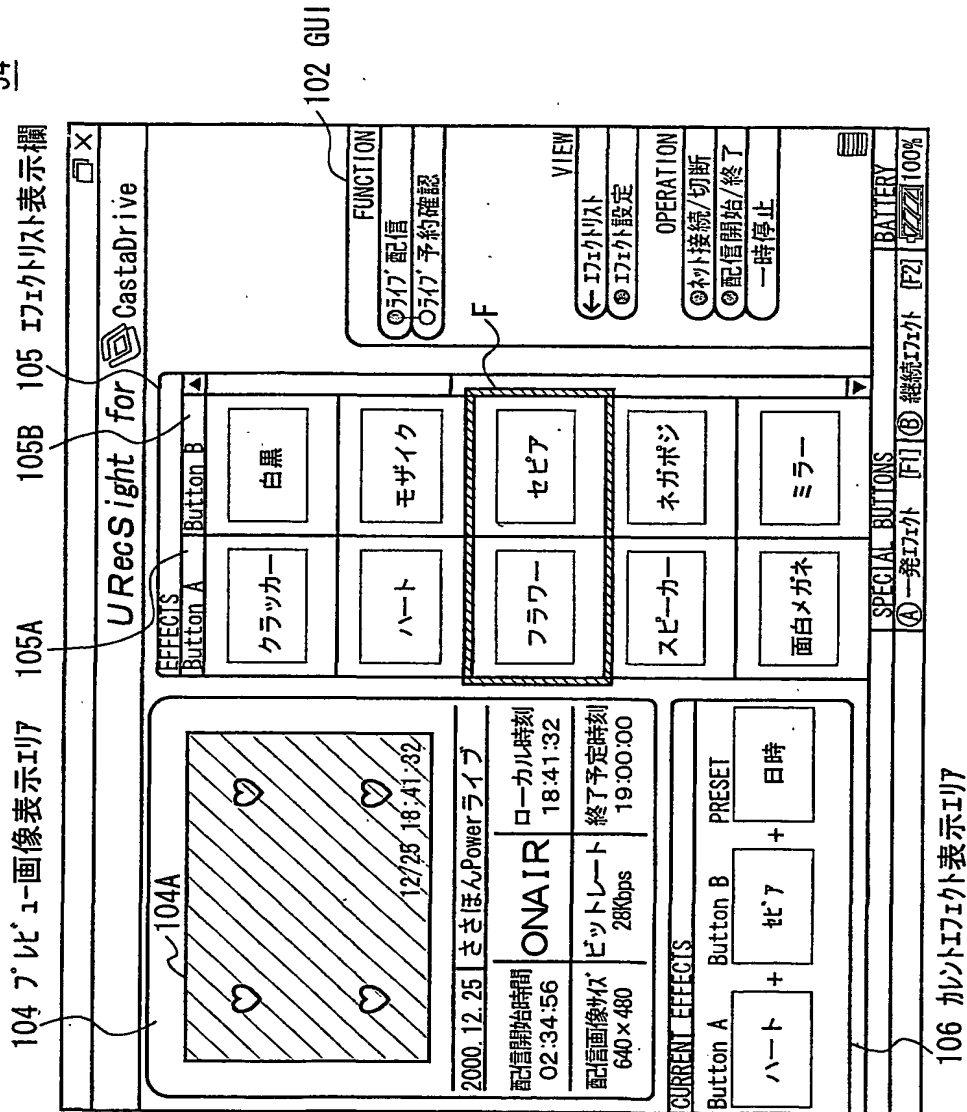 54
104 プレビュー画像表示エリア
105A
105B
105 エフェクトリスト表示欄
102 GUI
104A
URecSight for CastaDrive
12/25 18:41:32
2000.12.25 ささほんPowerライブ
配信開始時間
02:34:56
ONAIR
ローカル時刻
18:41:32
配信画像サイズ
640×480
ビットレート
28Kbps
終了予定時刻
19:00:00
CURRENT EFFECTS
Button A
Button B
PRESET
ハート + セピア + 日時
EFFECTS
Button A Button B
クラッカー 白黒
ハート モザイク
フラワー セピア
スピーカー ネガポジ
面白メガネ ミラー
F
FUNCTION
◎ライブ配信
○ライブ予約確認
VIEW
←エフェクトリスト
エフェクト設定
OPERATION
ネット接続/切断
配信開始/終了
一時停止
SPECIAL BUTTONS
Ⓐ一発エフェクト [F1] Ⓑ 継続エフェクト [F2]
BATTERY
100%
106 カレントエフェクト表示エリア